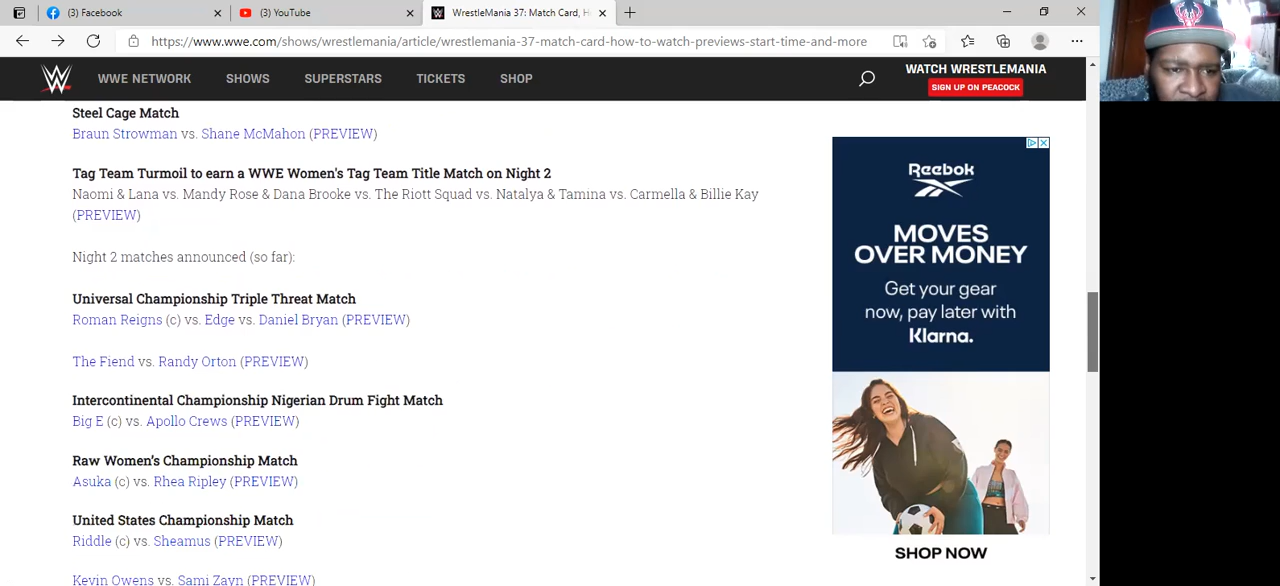 (3) Facebook
(3) YouTube
WrestleMania 37: Match Card, H
https://www.wwe.com/shows/wrestlemania/article/wrestlemania-37-match-card-how-to-watch-previews-start-time-and-more
WWE NETWORK
SHOWS
SUPERSTARS
TICKETS
SHOP
WATCH WRESTLEMANIA
SIGN UP ON PEACOCK
Steel Cage Match
Braun Strowman vs. Shane McMahon (PREVIEW)
Tag Team Turmoil to earn a WWE Women's Tag Team Title Match on Night 2
Naomi & Lana vs. Mandy Rose & Dana Brooke vs. The Riott Squad vs. Natalya & Tamina vs. Carmella & Billie Kay
(PREVIEW)
Night 2 matches announced (so far):
Universal Championship Triple Threat Match
Roman Reigns (c) vs. Edge vs. Daniel Bryan (PREVIEW)
The Fiend vs. Randy Orton (PREVIEW)
Intercontinental Championship Nigerian Drum Fight Match
Big E (c) vs. Apollo Crews (PREVIEW)
Raw Women’s Championship Match
Asuka (c) vs. Rhea Ripley (PREVIEW)
United States Championship Match
Riddle (c) vs. Sheamus (PREVIEW)
Kevin Owens vs. Sami Zayn (PREVIEW)
Reebok
MOVES
OVER MONEY
Get your gear
now, pay later with
Klarna.
SHOP NOW